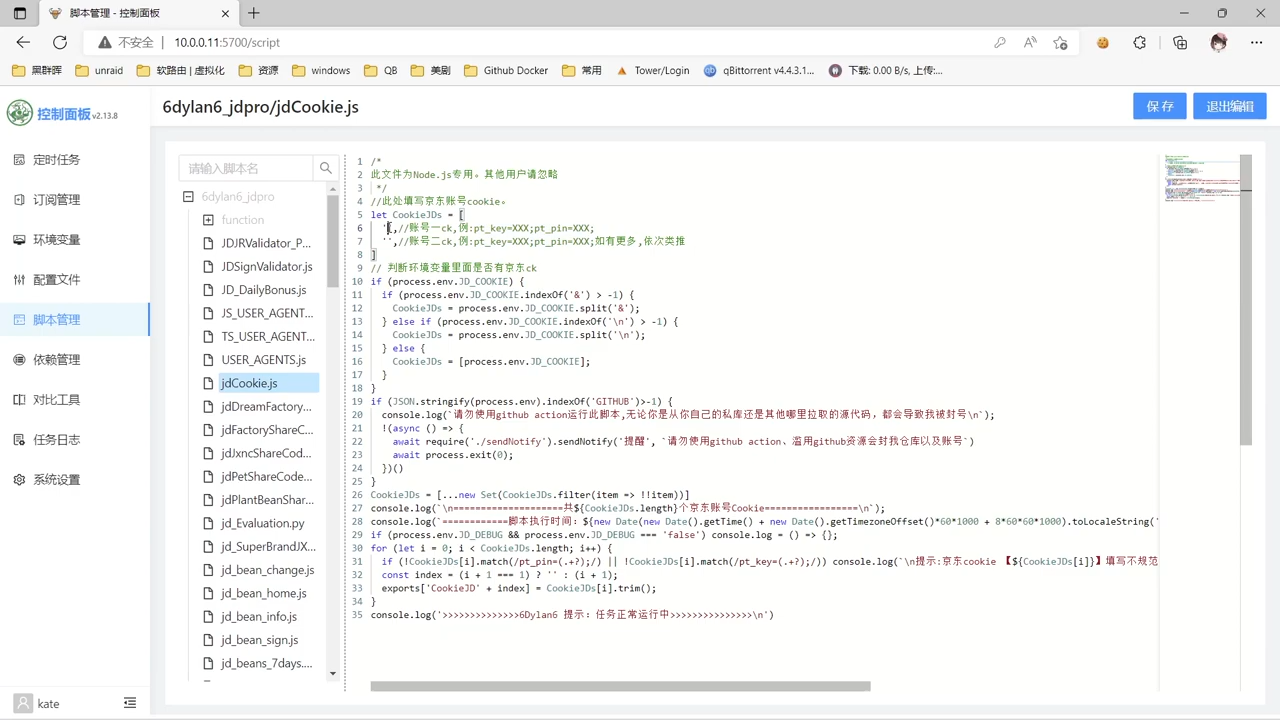 脚本管理 - 控制面板
不安全 | 10.0.0.11:5700/script
黑群晖 unraid 软路由 | 虚拟化 资源 windows QB 美剧 Github Docker 常用 Tower/Login qBittorrent v4.4.3.1... 下载: 0.00 B/s, 上传:...
控制面板 v2.13.8
6dylan6_jdpro/jdCookie.js
保 存
退出编辑
定时任务
订阅管理
环境变量
配置文件
脚本管理
依赖管理
对比工具
任务日志
系统设置
kate
请输入脚本名
6dylan6_jdpro
function
JDJRValidator_P...
JDSignValidator.js
JD_DailyBonus.js
JS_USER_AGENT...
TS_USER_AGENT...
USER_AGENTS.js
jdCookie.js
jdDreamFactory...
jdFactoryShareC...
jdJxncShareCod...
jdPetShareCode...
jdPlantBeanShar...
jd_Evaluation.py
jd_SuperBrandJX...
jd_bean_change.js
jd_bean_home.js
jd_bean_info.js
jd_bean_sign.js
jd_beans_7days....
1 /*
2 此文件为Node.js专用。其他用户请忽略
3 */
4 //此处填写京东账号cookie。
5 let CookieJDs = [
6 '',//账号一ck,例:pt_key=XXX;pt_pin=XXX;
7 '',//账号二ck,例:pt_key=XXX;pt_pin=XXX;如有更多,依次类推
8 ]
9 // 判断环境变量里面是否有京东ck
10 if (process.env.JD_COOKIE) {
11 if (process.env.JD_COOKIE.indexOf('&') > -1) {
12 CookieJDs = process.env.JD_COOKIE.split('&');
13 } else if (process.env.JD_COOKIE.indexOf('\n') > -1) {
14 CookieJDs = process.env.JD_COOKIE.split('\n');
15 } else {
16 CookieJDs = [process.env.JD_COOKIE];
17 }
18 }
19 if (JSON.stringify(process.env).indexOf('GITHUB')>-1) {
20 console.log(`请勿使用github action运行此脚本,无论你是从你自己的私库还是其他哪里拉取的源代码，都会导致我被封号\n`);
21 !(async () => {
22 await require('./sendNotify').sendNotify('提醒', `请勿使用github action、滥用github资源会封我仓库以及账号`)
23 await process.exit(0);
24 })()
25 }
26 CookieJDs = [...new Set(CookieJDs.filter(item => !!item))]
27 console.log(`\n====================共${CookieJDs.length}个京东账号Cookie=================\n`);
28 console.log(`============脚本执行时间：${new Date(new Date().getTime() + new Date().getTimezoneOffset()*60*1000 + 8*60*60*1000).toLocaleString('
29 if (process.env.JD_DEBUG && process.env.JD_DEBUG === 'false') console.log = () => {};
30 for (let i = 0; i < CookieJDs.length; i++) {
31 if (!CookieJDs[i].match(/pt_pin=(.+?);/) || !CookieJDs[i].match(/pt_key=(.+?);/)) console.log(`\n提示:京东cookie 【${CookieJDs[i]}】填写不规范
32 const index = (i + 1 === 1) ? '' : (i + 1);
33 exports['CookieJD' + index] = CookieJDs[i].trim();
34 }
35 console.log('>>>>>>>>>>>>>>6Dylan6 提示：任务正常运行中>>>>>>>>>>>>>>>\n')